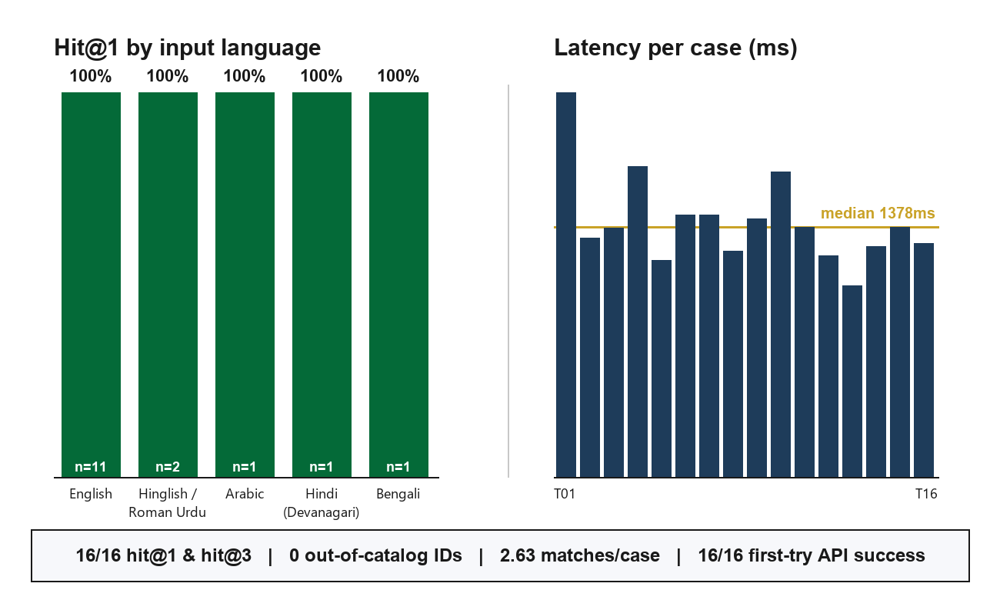 Hit@1 by input language
100%
100%
100%
100%
100%
n=11
n=2
n=1
n=1
n=1
English
Hinglish /
Roman Urdu
Arabic
Hindi
(Devanagari)
Bengali
Latency per case (ms)
median 1378ms
T01
T16
16/16 hit@1 & hit@3 | 0 out-of-catalog IDs | 2.63 matches/case | 16/16 first-try API success